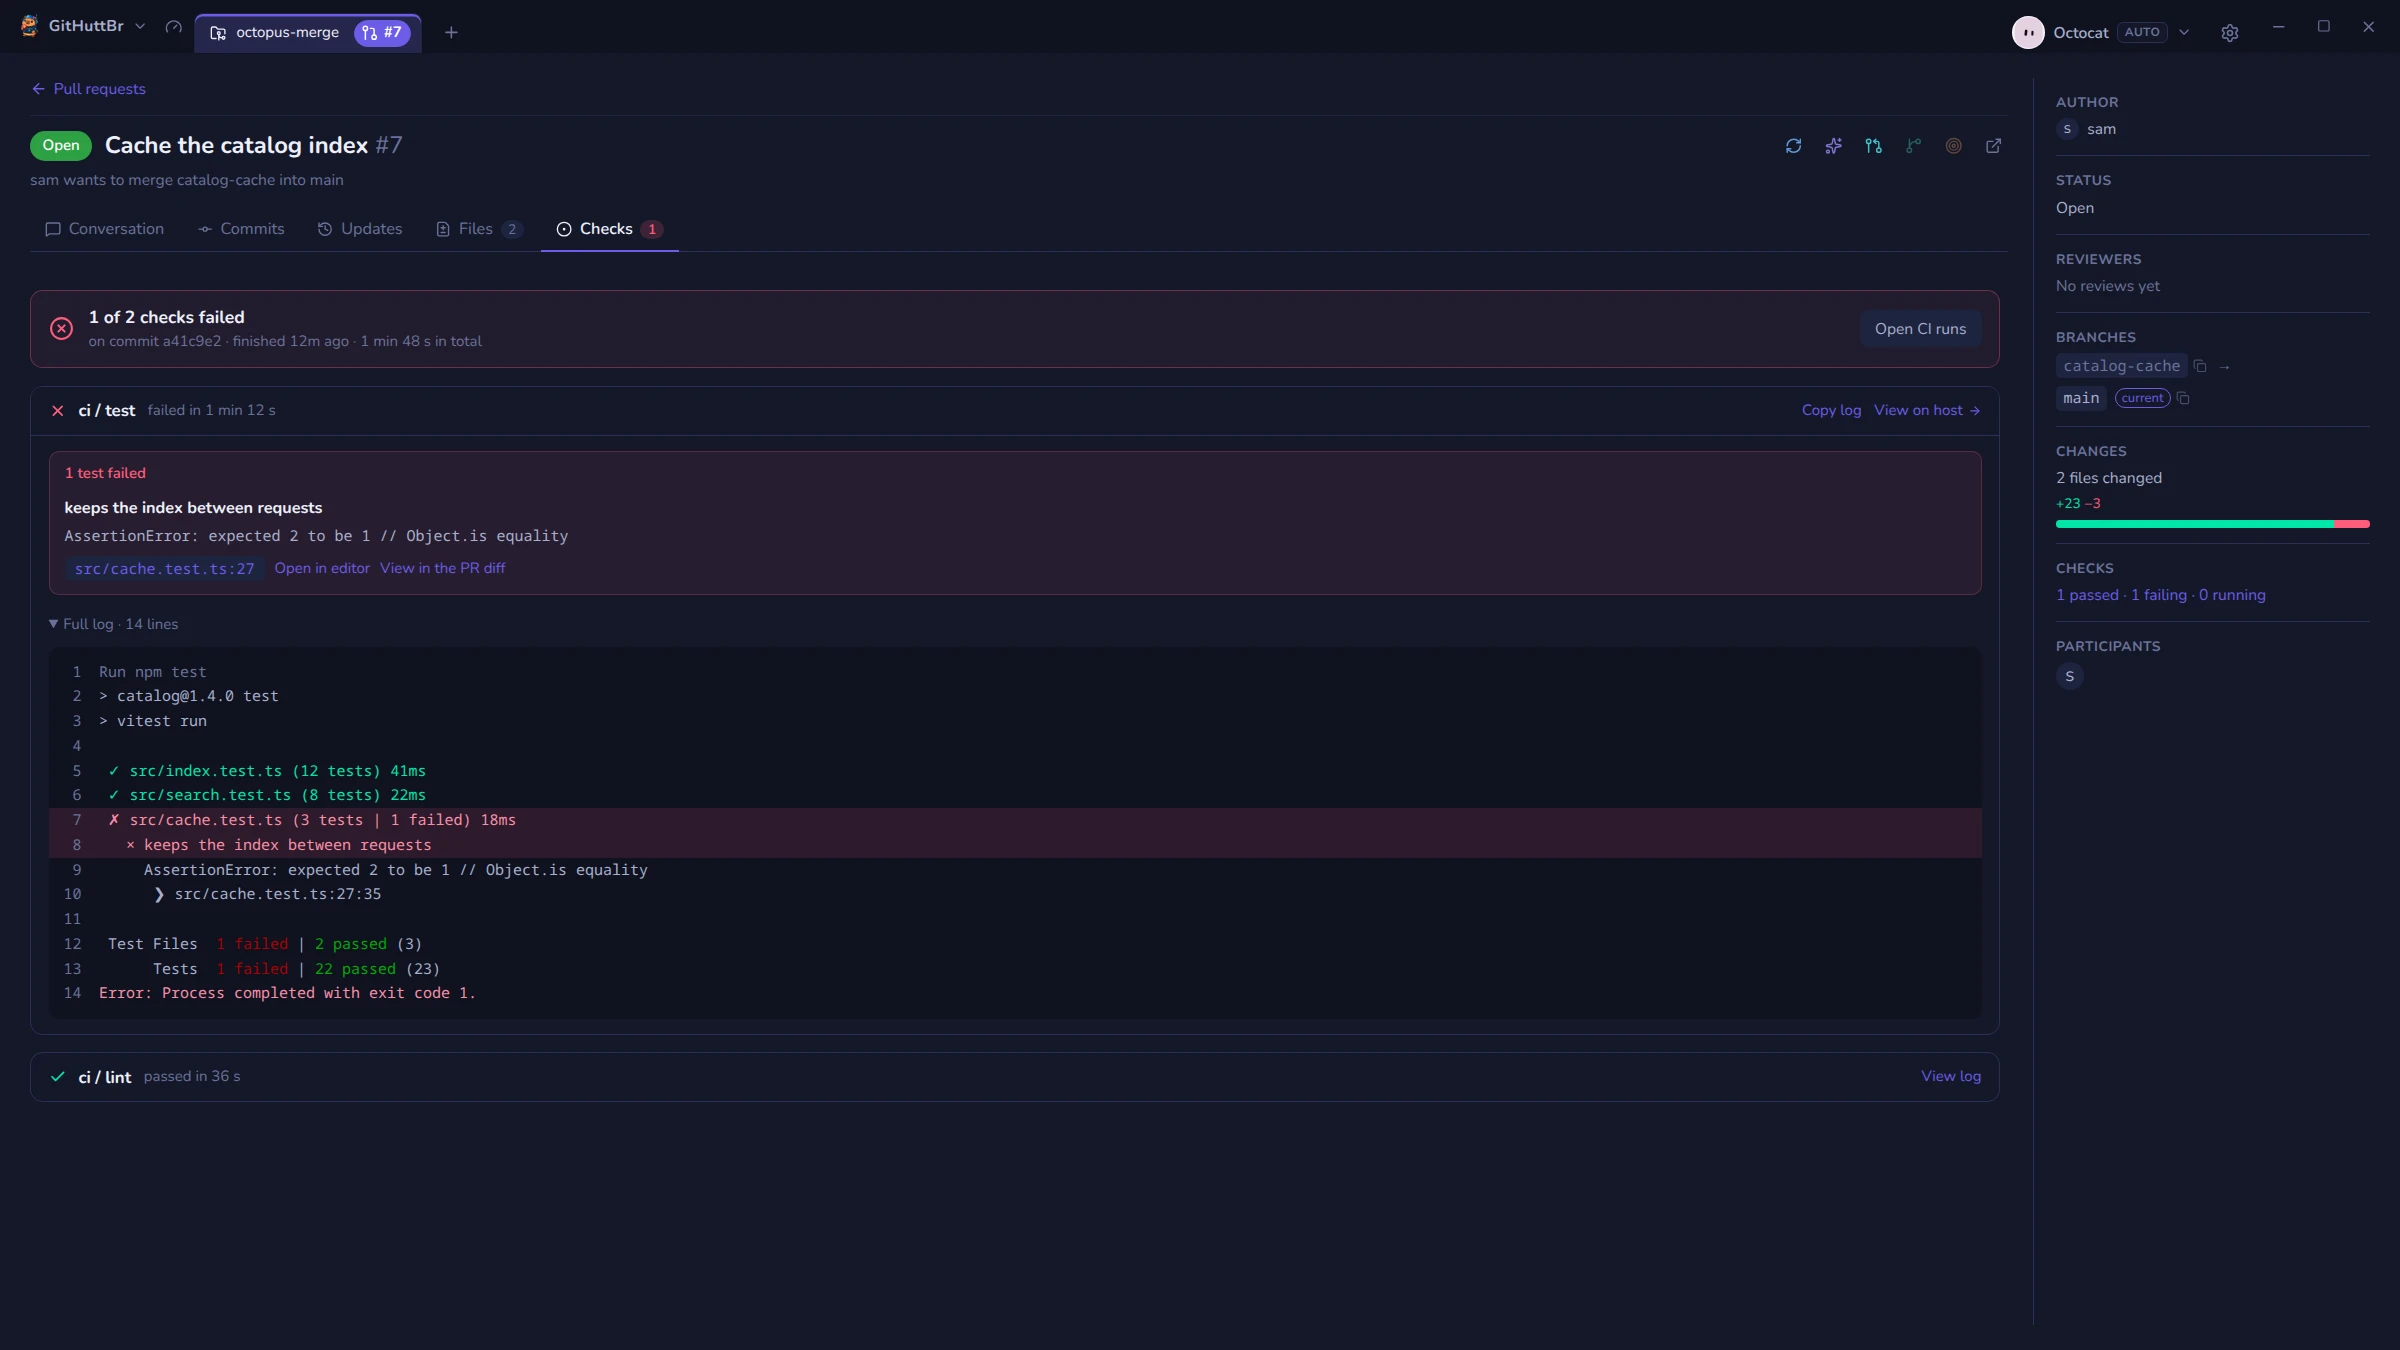 GitHuttBr
octopus-merge #7
Octocat AUTO
Pull requests
Open Cache the catalog index #7
sam wants to merge catalog-cache into main
Conversation Commits Updates Files 2 Checks 1
1 of 2 checks failed
on commit a41c9e2 · finished 12m ago · 1 min 48 s in total
Open CI runs
ci / test failed in 1 min 12 s
Copy log View on host →
1 test failed
keeps the index between requests
AssertionError: expected 2 to be 1 // Object.is equality
src/cache.test.ts:27 Open in editor View in the PR diff
▼ Full log · 14 lines
1 Run npm test
2 > catalog@1.4.0 test
3 > vitest run
4
5 ✓ src/index.test.ts (12 tests) 41ms
6 ✓ src/search.test.ts (8 tests) 22ms
7 ✗ src/cache.test.ts (3 tests | 1 failed) 18ms
8 × keeps the index between requests
9 AssertionError: expected 2 to be 1 // Object.is equality
10 ❯ src/cache.test.ts:27:35
11
12 Test Files 1 failed | 2 passed (3)
13 Tests 1 failed | 22 passed (23)
14 Error: Process completed with exit code 1.
ci / lint passed in 36 s
View log
AUTHOR
S sam
STATUS
Open
REVIEWERS
No reviews yet
BRANCHES
catalog-cache →
main current
CHANGES
2 files changed
+23 −3
CHECKS
1 passed · 1 failing · 0 running
PARTICIPANTS
S